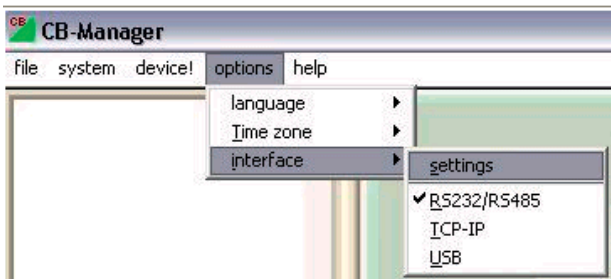 CB CB-Manager
file system device! options help
language
Time zone
interface
settings
RS232/RS485
TCP-IP
USB